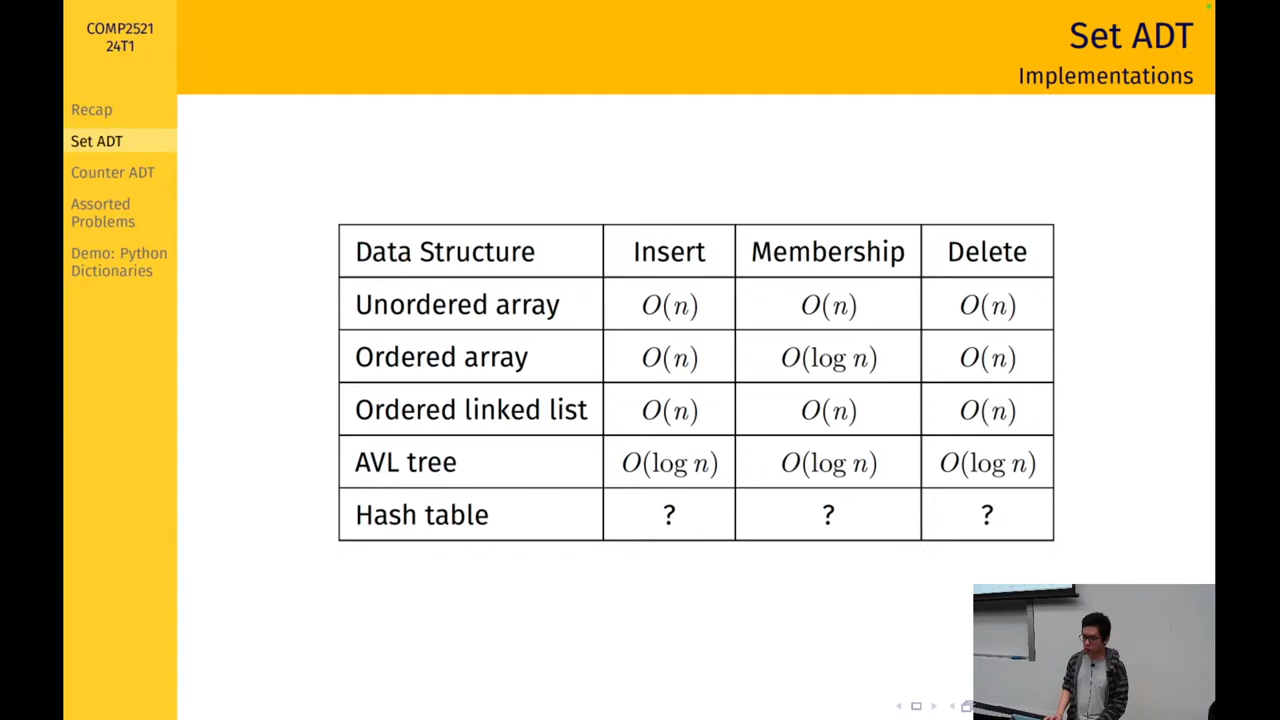 COMP2521
24T1
Set ADT
Implementations
Recap
Set ADT
Counter ADT
Assorted
Problems
Demo: Python
Dictionaries
Data Structure Insert Membership Delete
Unordered array O(n) O(n) O(n)
Ordered array O(n) O(log n) O(n)
Ordered linked list O(n) O(n) O(n)
AVL tree O(log n) O(log n) O(log n)
Hash table ? ? ?